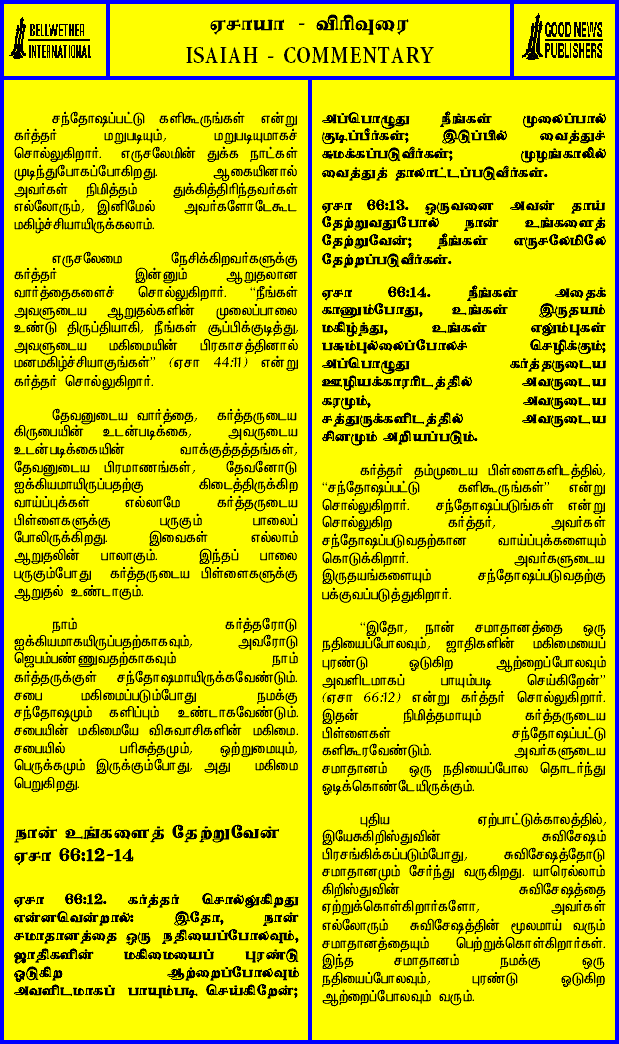 BELLWETHER
INTERNATIONAL
ஏசாயா - விரிவுரை
ISAIAH - COMMENTARY
GOOD NEWS
PUBLISHERS
சந்தோஷப்பட்டு களிகூருங்கள் என்று
கர்த்தர் மறுபடியும், மறுபடியுமாகச்
சொல்லுகிறார். எருசலேமின் துக்க நாட்கள்
முடிந்துபோகப்போகிறது. ஆகையினால்
அவர்கள் நிமித்தம் துக்கித்திரிந்தவர்கள்
எல்லோரும், இனிமேல் அவர்களோடேகூட
மகிழ்ச்சியாயிருக்கலாம்.
எருசலேமை நேசிக்கிறவர்களுக்கு
கர்த்தர் இன்னும் ஆறுதலான
வார்த்தைகளைச் சொல்லுகிறார். “நீங்கள்
அவளுடைய ஆறுதல்களின் முலைப்பாலை
உண்டு திருப்தியாகி, நீங்கள் சூப்பிக்குடித்து,
அவளுடைய மகிமையின் பிரகாசத்தினால்
மனமகிழ்ச்சியாகுங்கள்” (ஏசா 44:11) என்று
கர்த்தர் சொல்லுகிறார்.
தேவனுடைய வார்த்தை, கர்த்தருடைய
கிருபையின் உடன்படிக்கை, அவருடைய
உடன்படிக்கையின் வாக்குத்தத்தங்கள்,
தேவனுடைய பிரமாணங்கள், தேவனோடு
ஐக்கியமாயிருப்பதற்கு கிடைத்திருக்கிற
வாய்ப்புக்கள் எல்லாமே கர்த்தருடைய
பிள்ளைகளுக்கு பருகும் பாலைப்
போலிருக்கிறது. இவைகள் எல்லாம்
ஆறுதலின் பாலாகும். இந்தப் பாலை
பருகும்போது கர்த்தருடைய பிள்ளைகளுக்கு
ஆறுதல் உண்டாகும்.
நாம் கர்த்தரோடு
ஐக்கியமாகயிருப்பதற்காகவும், அவரோடு
ஜெபம்பண்ணுவதற்காகவும் நாம்
கர்த்தருக்குள் சந்தோஷமாயிருக்கவேண்டும்.
சபை மகிமைப்படும்போது நமக்கு
சந்தோஷமும் களிப்பும் உண்டாகவேண்டும்.
சபையின் மகிமையே விசுவாசிகளின் மகிமை.
சபையில் பரிசுத்தமும், ஒற்றுமையும்,
பெருக்கமும் இருக்கும்போது, அது மகிமை
பெறுகிறது.
நான் உங்களைத் தேற்றுவேன்
ஏசா 66:12-14
ஏசா 66:12. கர்த்தர் சொல்லுகிறது
என்னவென்றால்: இதோ, நான்
சமாதானத்தை ஒரு நதியைப்போலவும்,
ஜாதிகளின் மகிமையைப் புரண்டு
ஓடுகிற ஆற்றைப்போலவும்
அவளிடமாகப் பாயும்படி செய்கிறேன்;
அப்பொழுது நீங்கள் முலைப்பால்
குடிப்பீர்கள்; இடுப்பில் வைத்துச்
சுமக்கப்படுவீர்கள்; முழங்காலில்
வைத்துத் தாலாட்டப்படுவீர்கள்.
ஏசா 66:13. ஒருவனை அவன் தாய்
தேற்றுவதுபோல் நான் உங்களைத்
தேற்றுவேன்; நீங்கள் எருசலேமிலே
தேற்றப்படுவீர்கள்.
ஏசா 66:14. நீங்கள் அதைக்
காணும்போது, உங்கள் இருதயம்
மகிழ்ந்து, உங்கள் எலும்புகள்
பசும்புல்லைப்போலச் செழிக்கும்;
அப்பொழுது கர்த்தருடைய
ஊழியக்காரரிடத்தில் அவருடைய
கரமும், அவருடைய
சத்துருக்களிடத்தில் அவருடைய
சினமும் அறியப்படும்.
கர்த்தர் தம்முடைய பிள்ளைகளிடத்தில்,
“சந்தோஷப்பட்டு களிகூருங்கள்” என்று
சொல்லுகிறார். சந்தோஷப்படுங்கள் என்று
சொல்லுகிற கர்த்தர், அவர்கள்
சந்தோஷப்படுவதற்கான வாய்ப்புக்களையும்
கொடுக்கிறார். அவர்களுடைய
இருதயங்களையும் சந்தோஷப்படுவதற்கு
பக்குவப்படுத்துகிறார்.
“இதோ, நான் சமாதானத்தை ஒரு
நதியைப்போலவும், ஜாதிகளின் மகிமையைப்
புரண்டு ஓடுகிற ஆற்றைப்போலவும்
அவளிடமாகப் பாயும்படி செய்கிறேன்”
(ஏசா 66:12) என்று கர்த்தர் சொல்லுகிறார்.
இதன் நிமித்தமாயும் கர்த்தருடைய
பிள்ளைகள் சந்தோஷப்பட்டு
களிகூரவேண்டும். அவர்களுடைய
சமாதானம் ஒரு நதியைப்போல தொடர்ந்து
ஓடிக்கொண்டேயிருக்கும்.
புதிய ஏற்பாட்டுக்காலத்தில்,
இயேசுகிறிஸ்துவின் சுவிசேஷம்
பிரசங்கிக்கப்படும்போது, சுவிசேஷத்தோடு
சமாதானமும் சேர்ந்து வருகிறது. யாரெல்லாம்
கிறிஸ்துவின் சுவிசேஷத்தை
ஏற்றுக்கொள்கிறார்களோ, அவர்கள்
எல்லோரும் சுவிசேஷத்தின் மூலமாய் வரும்
சமாதானத்தையும் பெற்றுக்கொள்கிறார்கள்.
இந்த சமாதானம் நமக்கு ஒரு
நதியைப்போலவும், புரண்டு ஓடுகிற
ஆற்றைப்போலவும் வரும்.